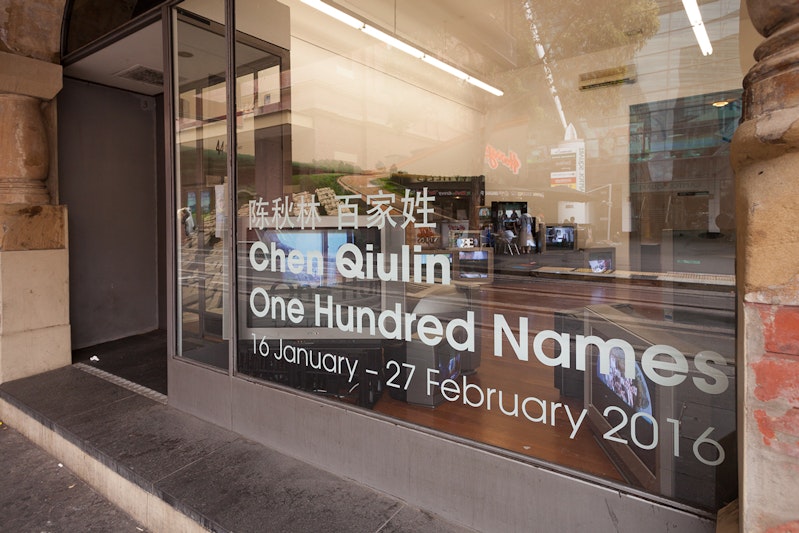 陈秋林 百家姓
Chen Qiulin
One Hundred Names
16 January – 27 February 2016